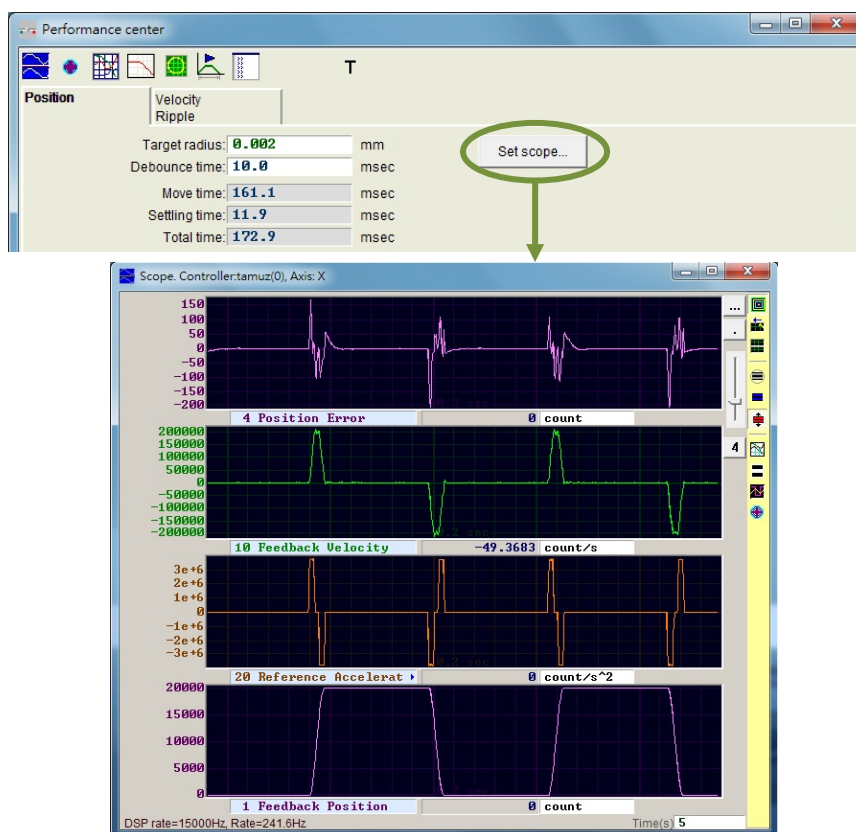 Performance center
T
Position
Velocity
Ripple
Target radius: 0.002 mm
Set scope...
Debounce time: 10.0 msec
Move time: 161.1 msec
Settling time: 11.9 msec
Total time: 172.9 msec
Scope. Controller:tamuz(0), Axis: X
150
100
50
0
-50
-100
-150
-200
...
.
4 Position Error 0 count
200000
150000
100000
50000
0
-50000
-100000
-150000
-200000
4
10 Feedback Velocity -49.3683 count/s
3e+6
2e+6
1e+6
0
-1e+6
-2e+6
-3e+6
20 Reference Accelerat 0 count/s^2
20000
15000
10000
5000
0
1 Feedback Position 0 count
DSP rate=15000Hz, Rate=241.6Hz
Time(s) 5